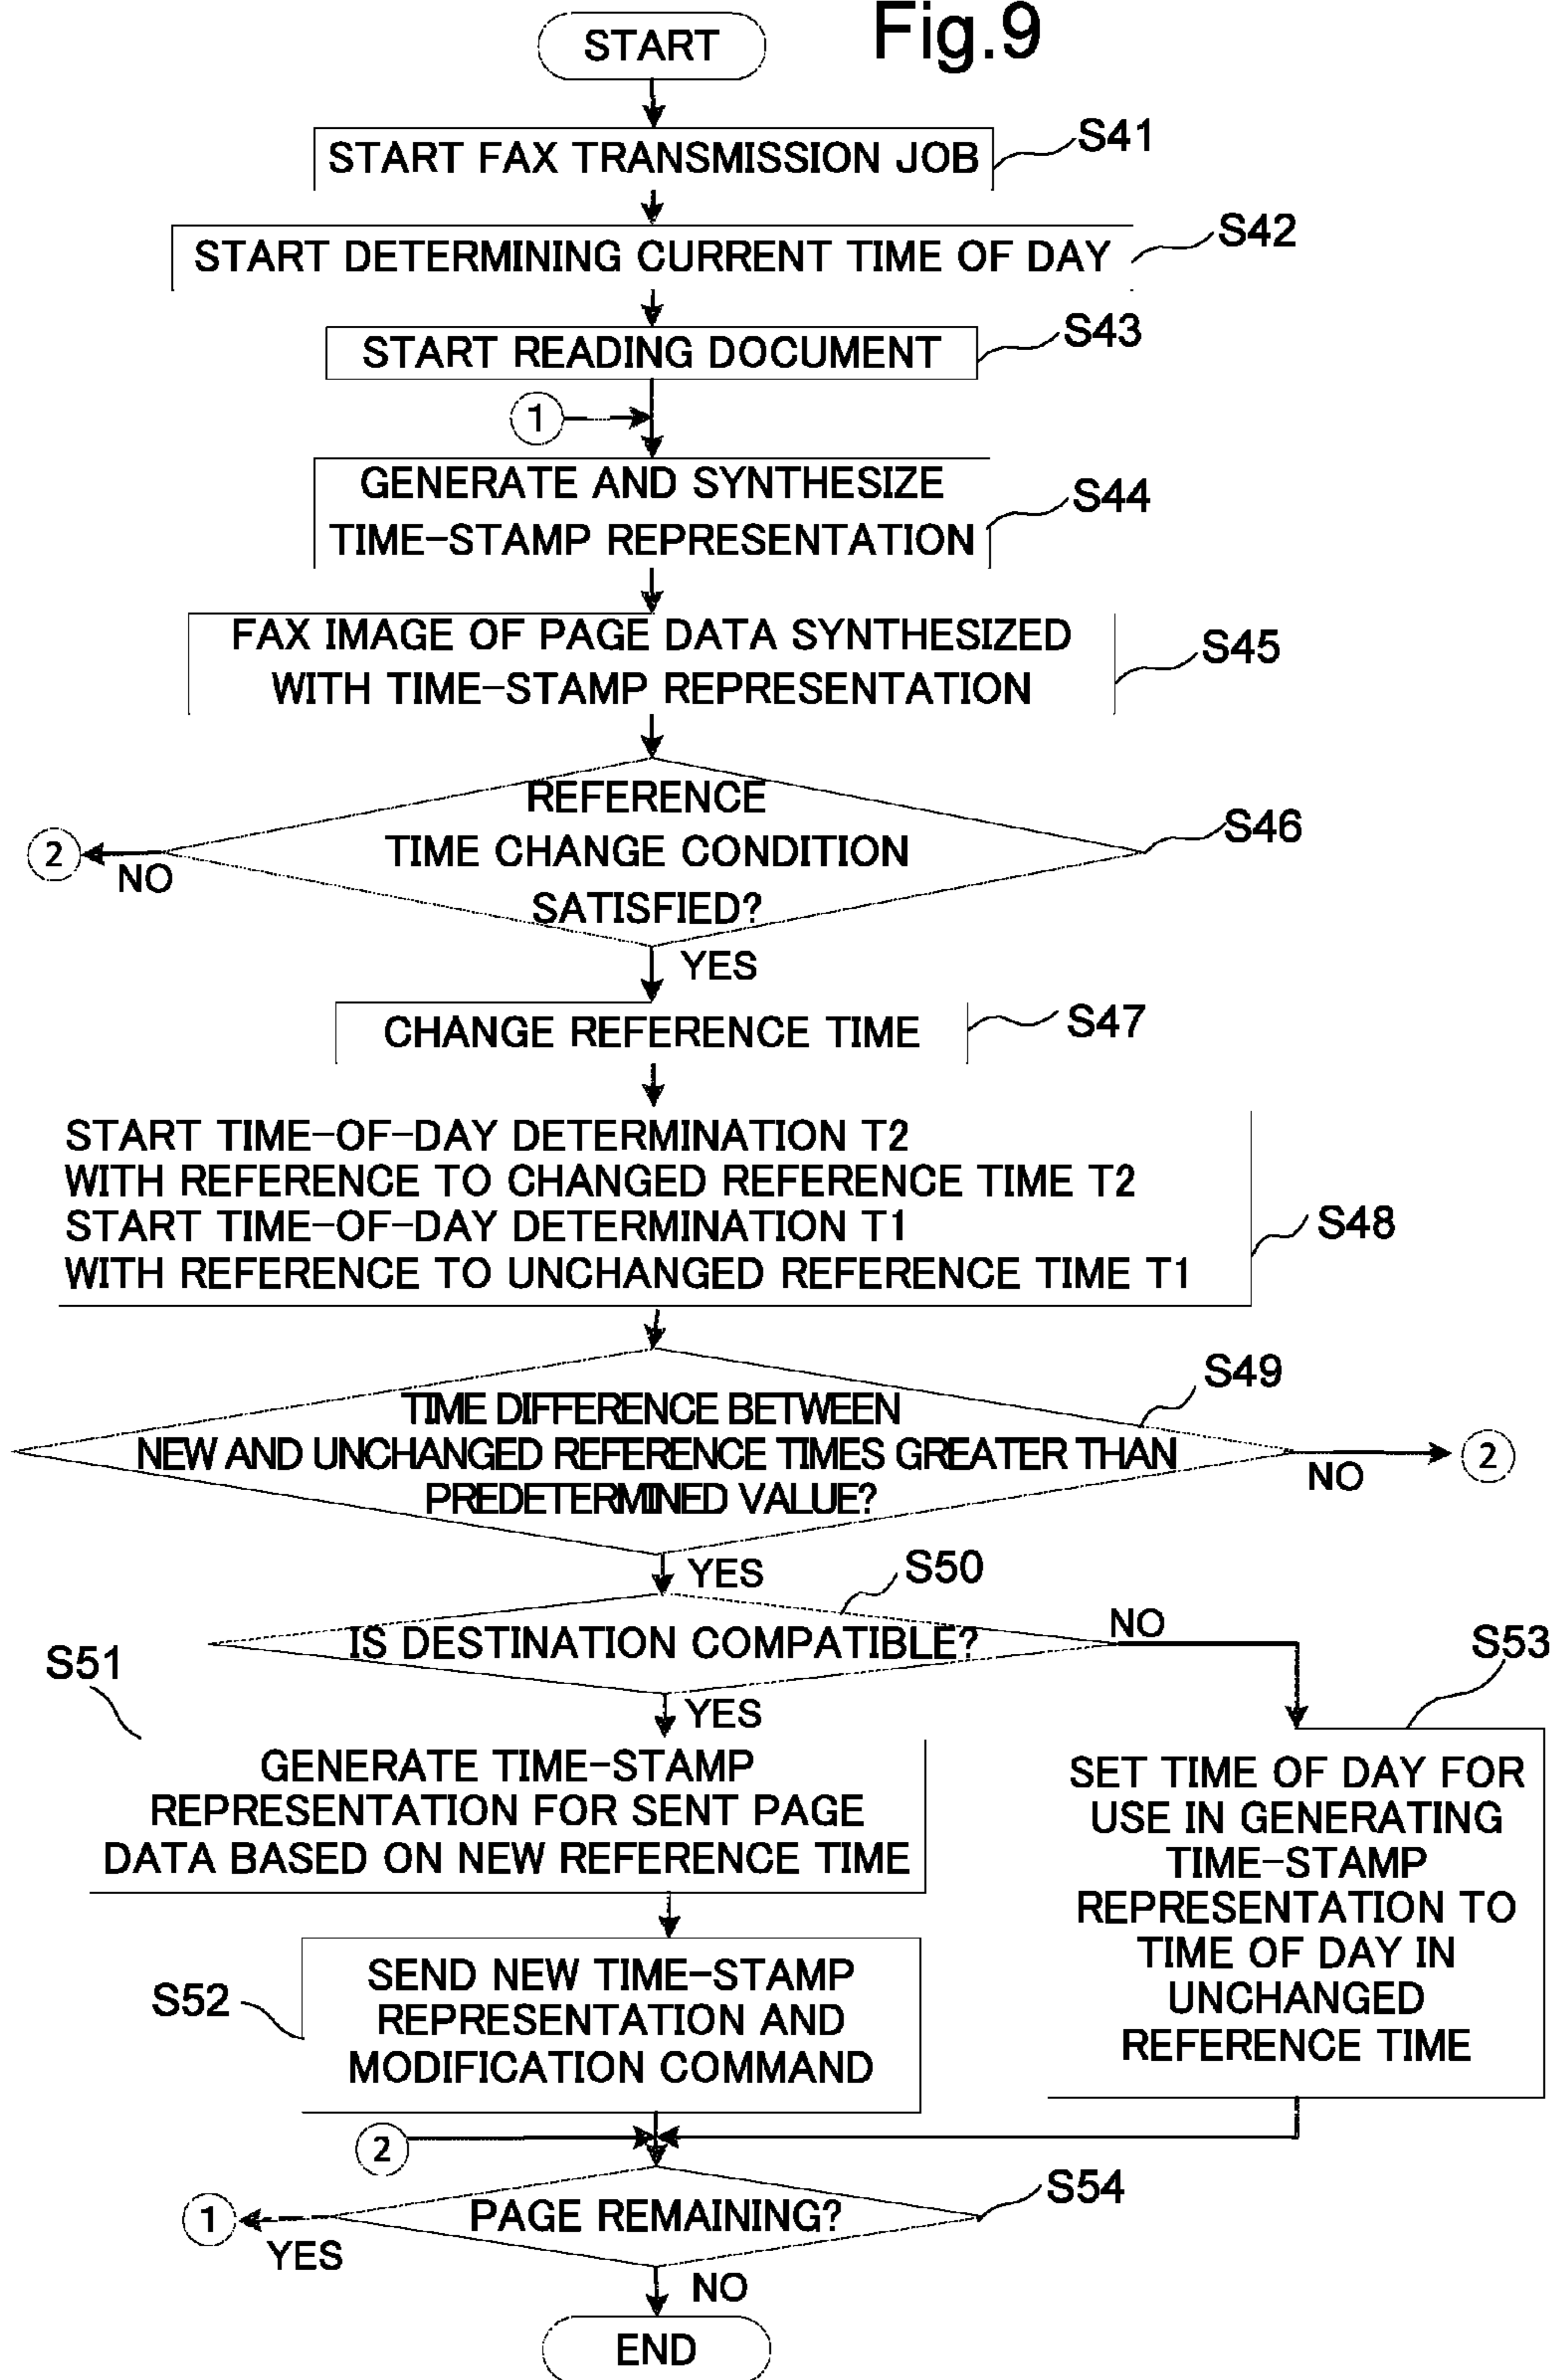 Fig.9
START
START FAX TRANSMISSION JOB
S41
START DETERMINING CURRENT TIME OF DAY
S42
START READING DOCUMENT
S43
1
GENERATE AND SYNTHESIZE
TIME-STAMP REPRESENTATION
S44
FAX IMAGE OF PAGE DATA SYNTHESIZED
WITH TIME-STAMP REPRESENTATION
S45
REFERENCE
TIME CHANGE CONDITION
SATISFIED?
S46
2
NO
YES
CHANGE REFERENCE TIME
S47
START TIME-OF-DAY DETERMINATION T2
WITH REFERENCE TO CHANGED REFERENCE TIME T2
START TIME-OF-DAY DETERMINATION T1
WITH REFERENCE TO UNCHANGED REFERENCE TIME T1
S48
S49
TIME DIFFERENCE BETWEEN
NEW AND UNCHANGED REFERENCE TIMES GREATER THAN
PREDETERMINED VALUE?
NO
2
YES
S50
IS DESTINATION COMPATIBLE?
NO
YES
S51
GENERATE TIME-STAMP
REPRESENTATION FOR SENT PAGE
DATA BASED ON NEW REFERENCE TIME
S53
SET TIME OF DAY FOR
USE IN GENERATING
TIME-STAMP
REPRESENTATION TO
TIME OF DAY IN
UNCHANGED
REFERENCE TIME
S52
SEND NEW TIME-STAMP
REPRESENTATION AND
MODIFICATION COMMAND
2
PAGE REMAINING?
S54
1
YES
NO
END